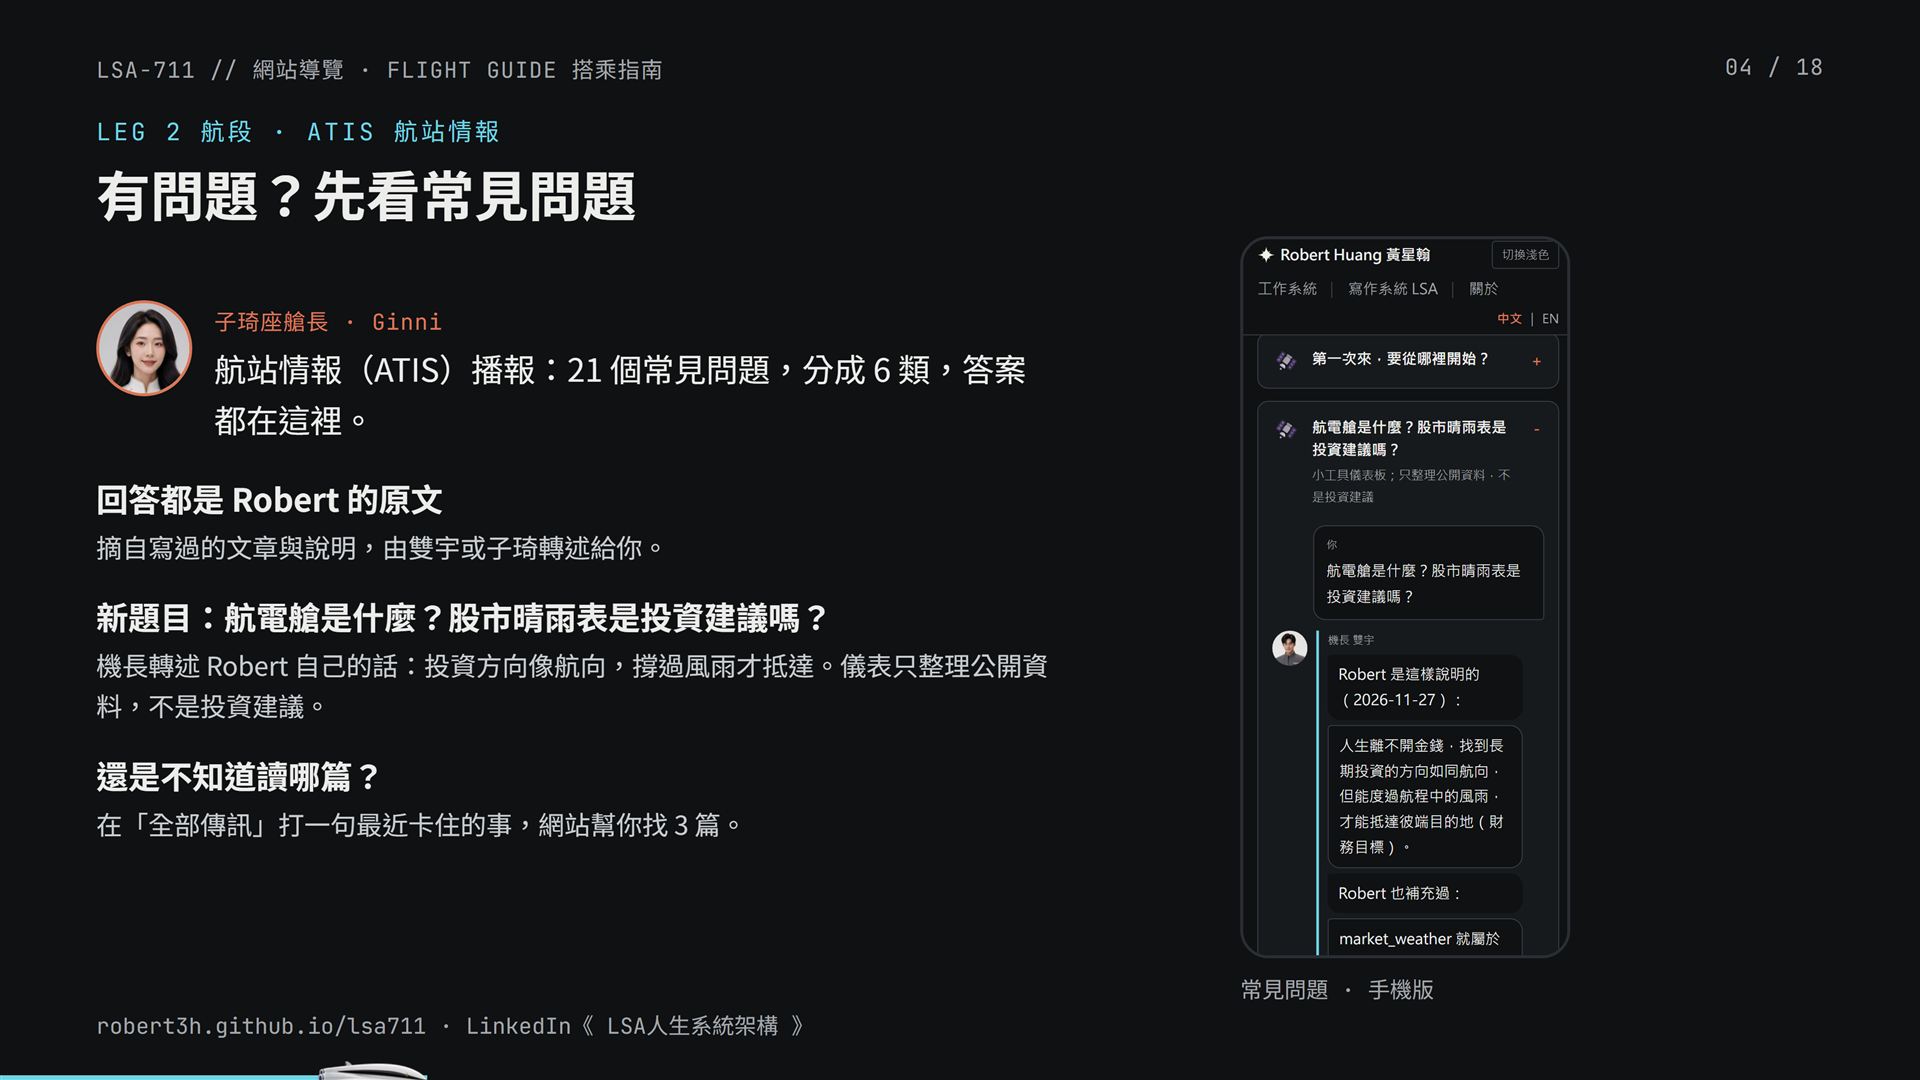 LSA-711 // 網站導覽 · FLIGHT GUIDE 搭乘指南
04 / 18
LEG 2 航段 · ATIS 航站情報
有問題？先看常見問題
子琦座艙長 · Ginni
航站情報（ATIS）播報：21 個常見問題，分成 6 類，答案
都在這裡。
回答都是 Robert 的原文
摘自寫過的文章與說明，由雙宇或子琦轉述給你。
新題目：航電艙是什麼？股市晴雨表是投資建議嗎？
機長轉述 Robert 自己的話：投資方向像航向，撐過風雨才抵達。儀表只整理公開資
料，不是投資建議。
還是不知道讀哪篇？
在「全部傳訊」打一句最近卡住的事，網站幫你找 3 篇。
Robert Huang 黃星翰
切換淺色
工作系統 | 寫作系統 LSA | 關於
中文 | EN
第一次來，要從哪裡開始？ +
航電艙是什麼？股市晴雨表是 -
投資建議嗎？
小工具儀表板；只整理公開資料，不
是投資建議
你
航電艙是什麼？股市晴雨表是
投資建議嗎？
機長 雙宇
Robert 是這樣說明的
（2026-11-27）：
人生離不開金錢，找到長
期投資的方向如同航向，
但能度過航程中的風雨，
才能抵達彼端目的地（財
務目標）。
Robert 也補充過：
market_weather 就屬於
常見問題 · 手機版
robert3h.github.io/lsa711 · LinkedIn《 LSA人生系統架構 》